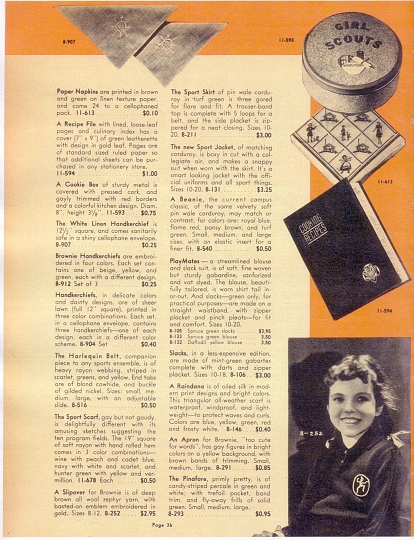 8-907
11-593
GIRL
SCOUTS
Paper Napkins are printed in brown
and green on linen texture paper,
and come 24 to a cellophaned
pack. 11-613 $0.10
A Recipe File with lined, loose-leaf
pages and culinary index has a
cover (7" x 9") of green leatherette
with design in gold leaf. Pages are
of standard sized ruled paper so
that additional sheets can be pur-
chased in any stationery store.
11-594 $1.00
A Cookie Box of sturdy metal is
covered with pressed cork and
gayly trimmed with red borders
and a colorful kitchen design. Diam.
8", height 3⅛". 11-593 $0.75
The White Linen Handkerchief is
12½" square, and comes sanitarily
safe in a shiny cellophane envelope.
8-907 $0.25
Brownie Handkerchiefs are embroi-
dered in four colors. Each set con-
tains one of beige, yellow, and
green, each with a different design.
8-912 Set of 3 $0.25
Handkerchiefs, in delicate colors
and dainty designs, are of sheer
lawn (full 12" square), printed in
three color combinations. Each set,
in a cellophane envelope, contains
three handkerchiefs—one of each
design, each in a different color
scheme. 8-904 Set $0.40
The Harlequin Belt, companion
piece to any sports ensemble, is of
heavy rayon webbing, striped in
scarlet, greens, and yellow. End tabs
are of bland cowhide, and buckle
of gilded nickel. Sizes: small, me-
dium, large, with an adjustable
slide. 8-516 $0.50
The Sport Scarf, gay but not gaudy,
is delightfully different with its
amusing sketches suggesting the
ten program fields. The 19" square
of soft rayon with hand rolled hem
comes in 3 color combinations—
wine with peach and cadet blue,
navy with white and scarlet, and
hunter green with yellow and ver-
million. 11-678 Each $0.50
A Slipover for Brownie is of deep
brown all wool zephyr yarn, with
basted-on emblem embroidered in
gold. Sizes 8-12. 8-252 $2.95
The Sport Skirt of pin wale cordu-
roy in turf green is three gored
for flare and fit. A trouser-band
top is complete with 5 loops for a
belt, and the side placket is zip-
pered for a neat closing. Sizes 10-
20. 8-211 $3.00
The new Sport Jacket, of matching
corduroy, is boxy in cut with a col-
legiate air, and makes a snappy
suit when worn with the skirt. It's a
smart looking jacket with the offi-
cial uniforms and all sport things.
Sizes 10-20. 8-131 $3.25
A Beanie, the current campus
classic, of the same velvety soft
pin wale corduroy, may match or
contrast, for colors are: royal blue,
flame red, pansy brown, and turf
green. Small, medium, and large
sizes, with an elastic insert for a
finer fit. 8-540 $0.50
PlayMates—a streamlined blouse
and slack suit, is of soft, fine woven
but sturdy gabardine, sanforized
and vat dyed. The blouse, beauti-
fully tailored, is worn shirt tail in-
or-out. And slacks—green only, for
practical purposes—are made on a
straight waistband, with zipper
placket and pinch pleats—for fit
and comfort. Sizes 10-20.
8-105 Spruce green slacks $3.95
8-133 Spruce green blouse 3.50
8-132 Daffodil yellow blouse 3.50
Slacks, in a less-expensive edition,
are made of mint-green gabartex
complete with darts and zipper
placket. Sizes 10-18. 8-106 $3.00
A Raindana is of oiled silk in mod-
ern print designs and bright colors.
This triangular all-weather scarf is
waterproof, windproof, and light-
weight—to protect waves and curls.
Colors are blue, yellow, green, red
and frosty white. 8-146 $0.40
An Apron for Brownie, "too cute
for words", has gay figures in bright
colors on a yellow background, with
brown bands of trimming. Small,
medium, large. 8-291 $0.85
The Pinafore, primly pretty, is of
candy-striped percale in green and
white; with trefoil pocket, band
trim, and fly-away frills of solid
green. Small, medium, large.
8-293 $0.95
11-613
COOKING
11-594
8-252
Page 36